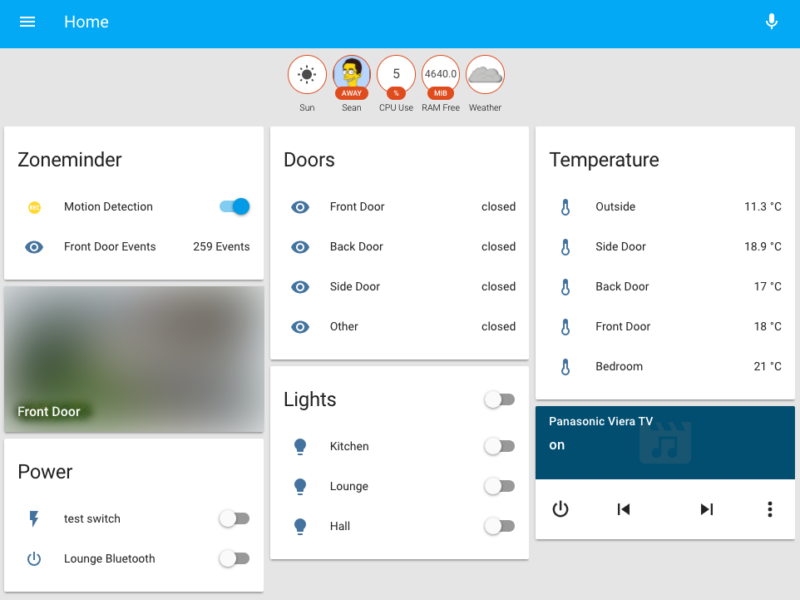 Home
5
4640.0
AWAY
%
MiB
Sun
Sean
CPU Use
RAM Free
Weather
Zoneminder
Motion Detection
Front Door Events 259 Events
Front Door
Power
test switch
Lounge Bluetooth
Doors
Front Door closed
Back Door closed
Side Door closed
Other closed
Lights
Kitchen
Lounge
Hall
Temperature
Outside 11.3 °C
Side Door 18.9 °C
Back Door 17 °C
Front Door 18 °C
Bedroom 21 °C
Panasonic Viera TV
on